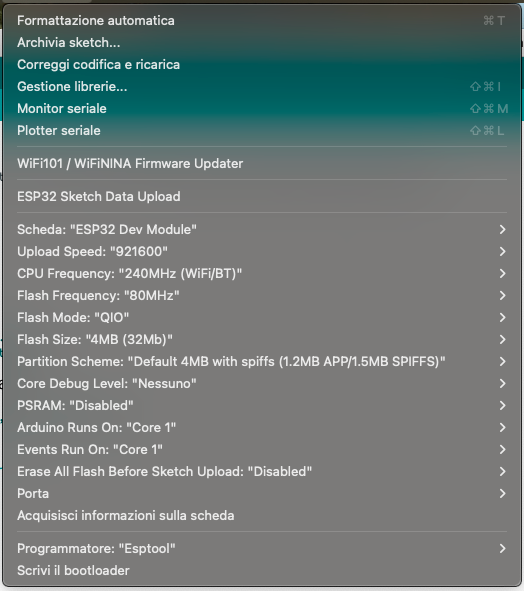 Formattazione automatica ⌘ T
Archivia sketch...
Correggi codifica e ricarica
Gestione librerie... ⇧⌘ I
Monitor seriale ⇧⌘ M
Plotter seriale ⇧⌘ L
WiFi101 / WiFiNINA Firmware Updater
ESP32 Sketch Data Upload
Scheda: "ESP32 Dev Module"
Upload Speed: "921600"
CPU Frequency: "240MHz (WiFi/BT)"
Flash Frequency: "80MHz"
Flash Mode: "QIO"
Flash Size: "4MB (32Mb)"
Partition Scheme: "Default 4MB with spiffs (1.2MB APP/1.5MB SPIFFS)"
Core Debug Level: "Nessuno"
PSRAM: "Disabled"
Arduino Runs On: "Core 1"
Events Run On: "Core 1"
Erase All Flash Before Sketch Upload: "Disabled"
Porta
Acquisisci informazioni sulla scheda
Programmatore: "Esptool"
Scrivi il bootloader